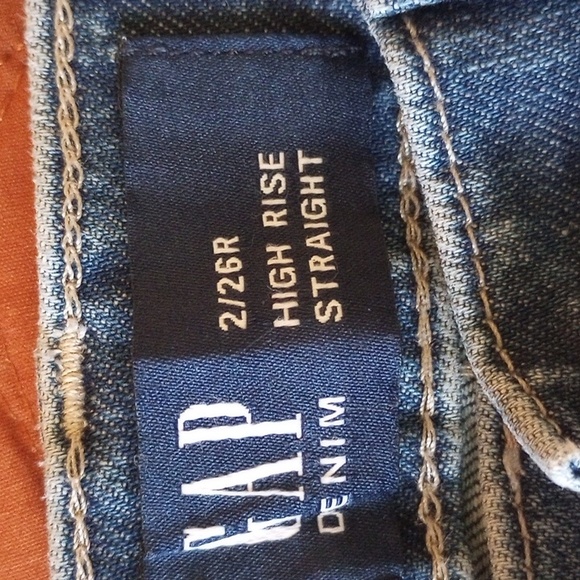 GAP
DENIM
2/26R
HIGH RISE
STRAIGHT